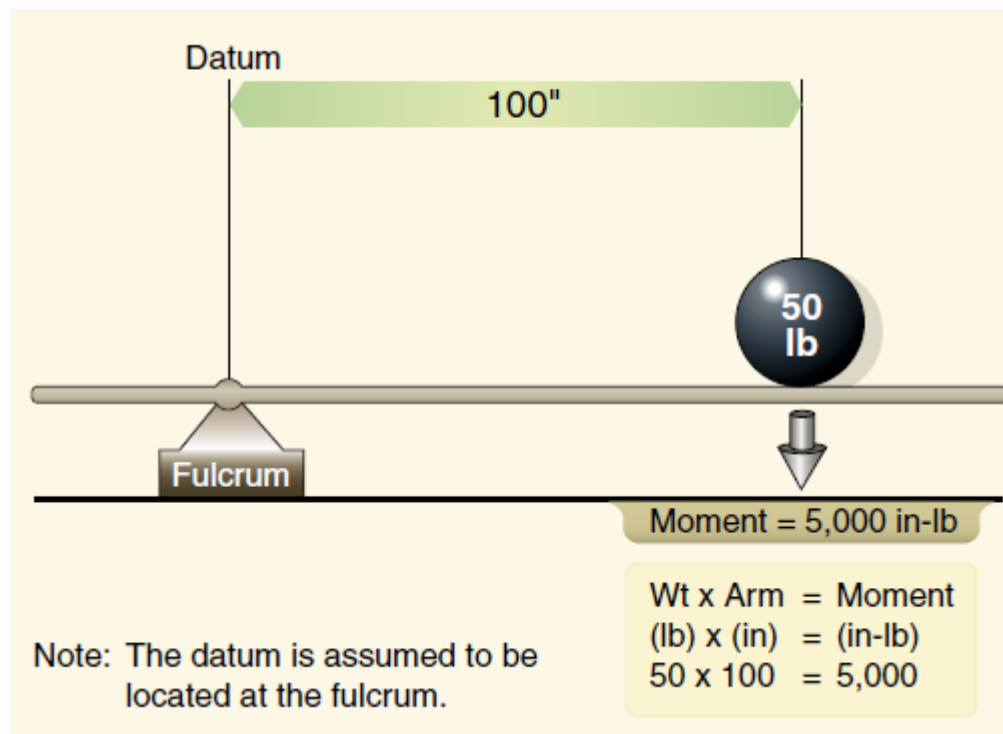 Datum
100"
50
lb
Fulcrum
Moment = 5,000 in-lb
Wt x Arm = Moment
(lb) x (in) = (in-lb)
50 x 100 = 5,000
Note: The datum is assumed to be
located at the fulcrum.